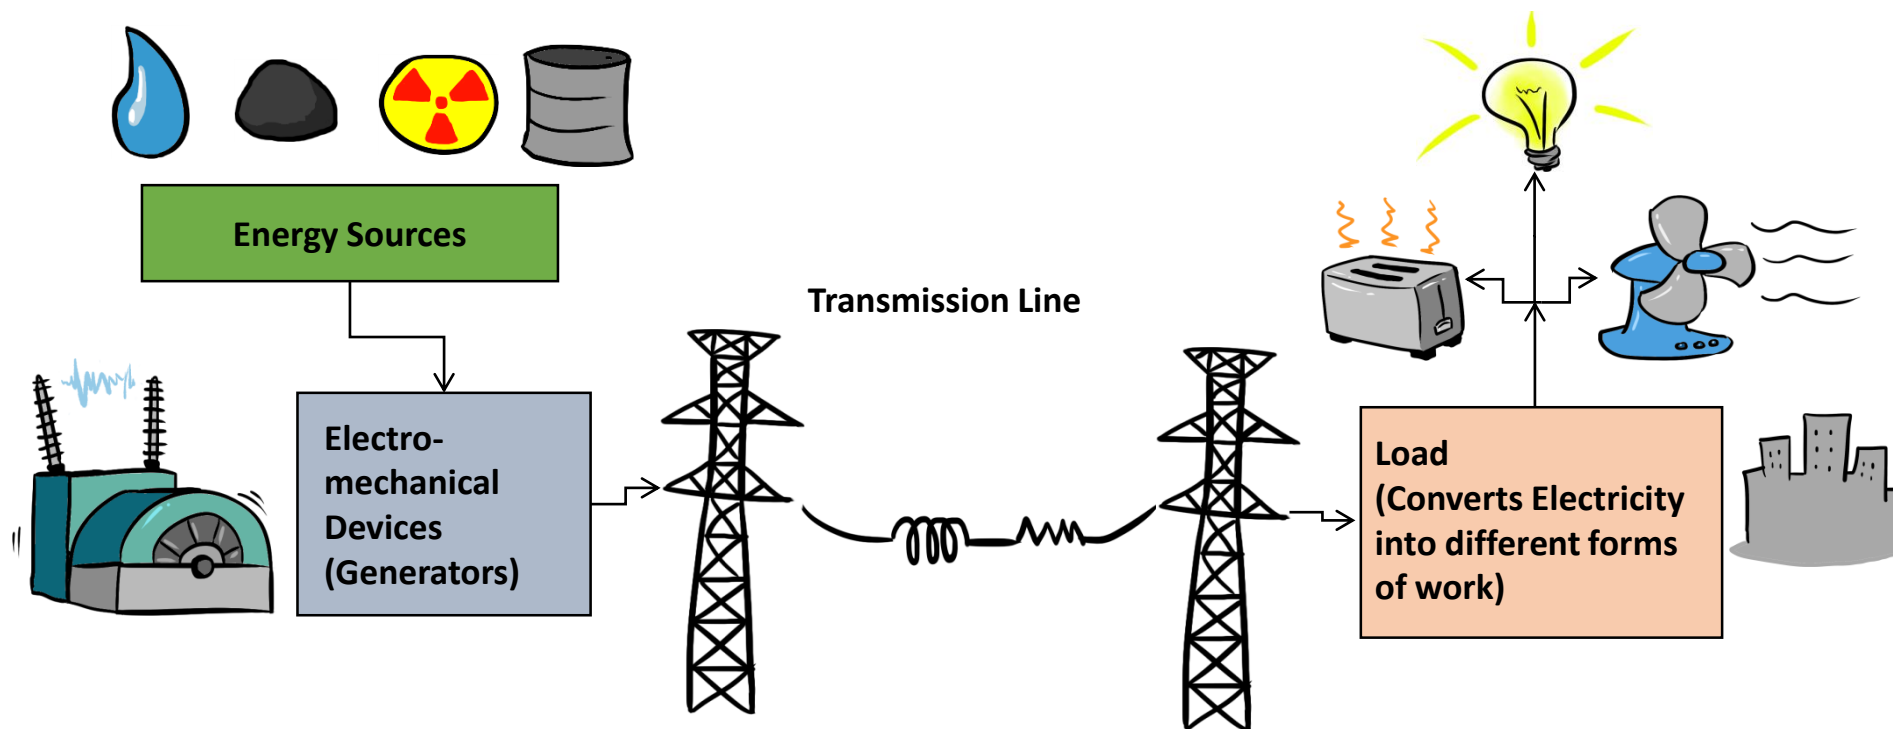 Energy Sources
Transmission Line
Electro-
mechanical
Devices
(Generators)
Load
(Converts Electricity
into different forms
of work)